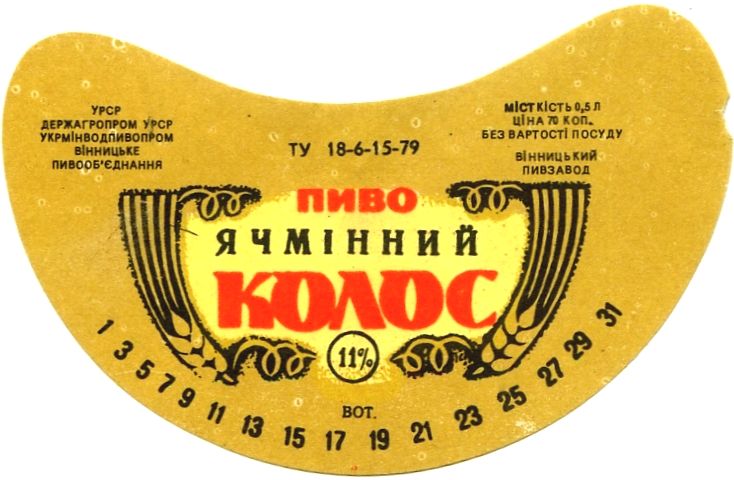 УРСР
ДЕРЖАГРОПРОМ УРСР
УКРМІНВОДПИВОПРОМ
ВІННИЦЬКЕ
ПИВООБ'ЄДНАННЯ
ТУ 18-6-15-79
МІСТКІСТЬ 0,5 Л
ЦІНА 70 КОП.
БЕЗ ВАРТОСТІ ПОСУДУ
ВІННИЦЬКИЙ
ПИВЗАВОД
ПИВО
ЯЧМІННИЙ
КОЛОС
11%
ВОТ.
1 3 5 7 9 11 13 15 17 19 21 23 25 27 29 31